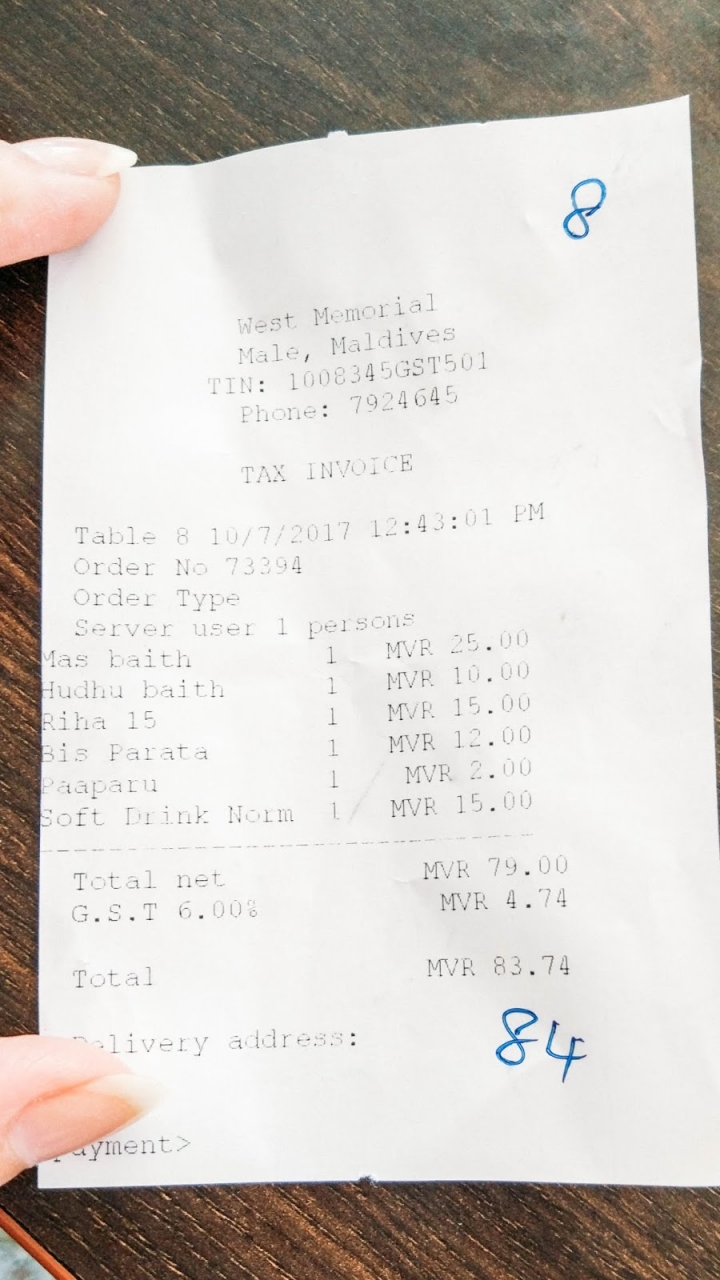 8
West Memorial
Male, Maldives
TIN: 1008345GST501
Phone: 7924645
TAX INVOICE
Table 8 10/7/2017 12:43:01 PM
Order No 73394
Order Type
Server user 1 persons
Mas baith 1 MVR 25.00
Hudhu baith 1 MVR 10.00
Riha 15 1 MVR 15.00
Bis Parata 1 MVR 12.00
Paaparu 1 MVR 2.00
Soft Drink Norm 1 MVR 15.00
Total net MVR 79.00
G.S.T 6.00% MVR 4.74
Total MVR 83.74
Delivery address:
84
payment>